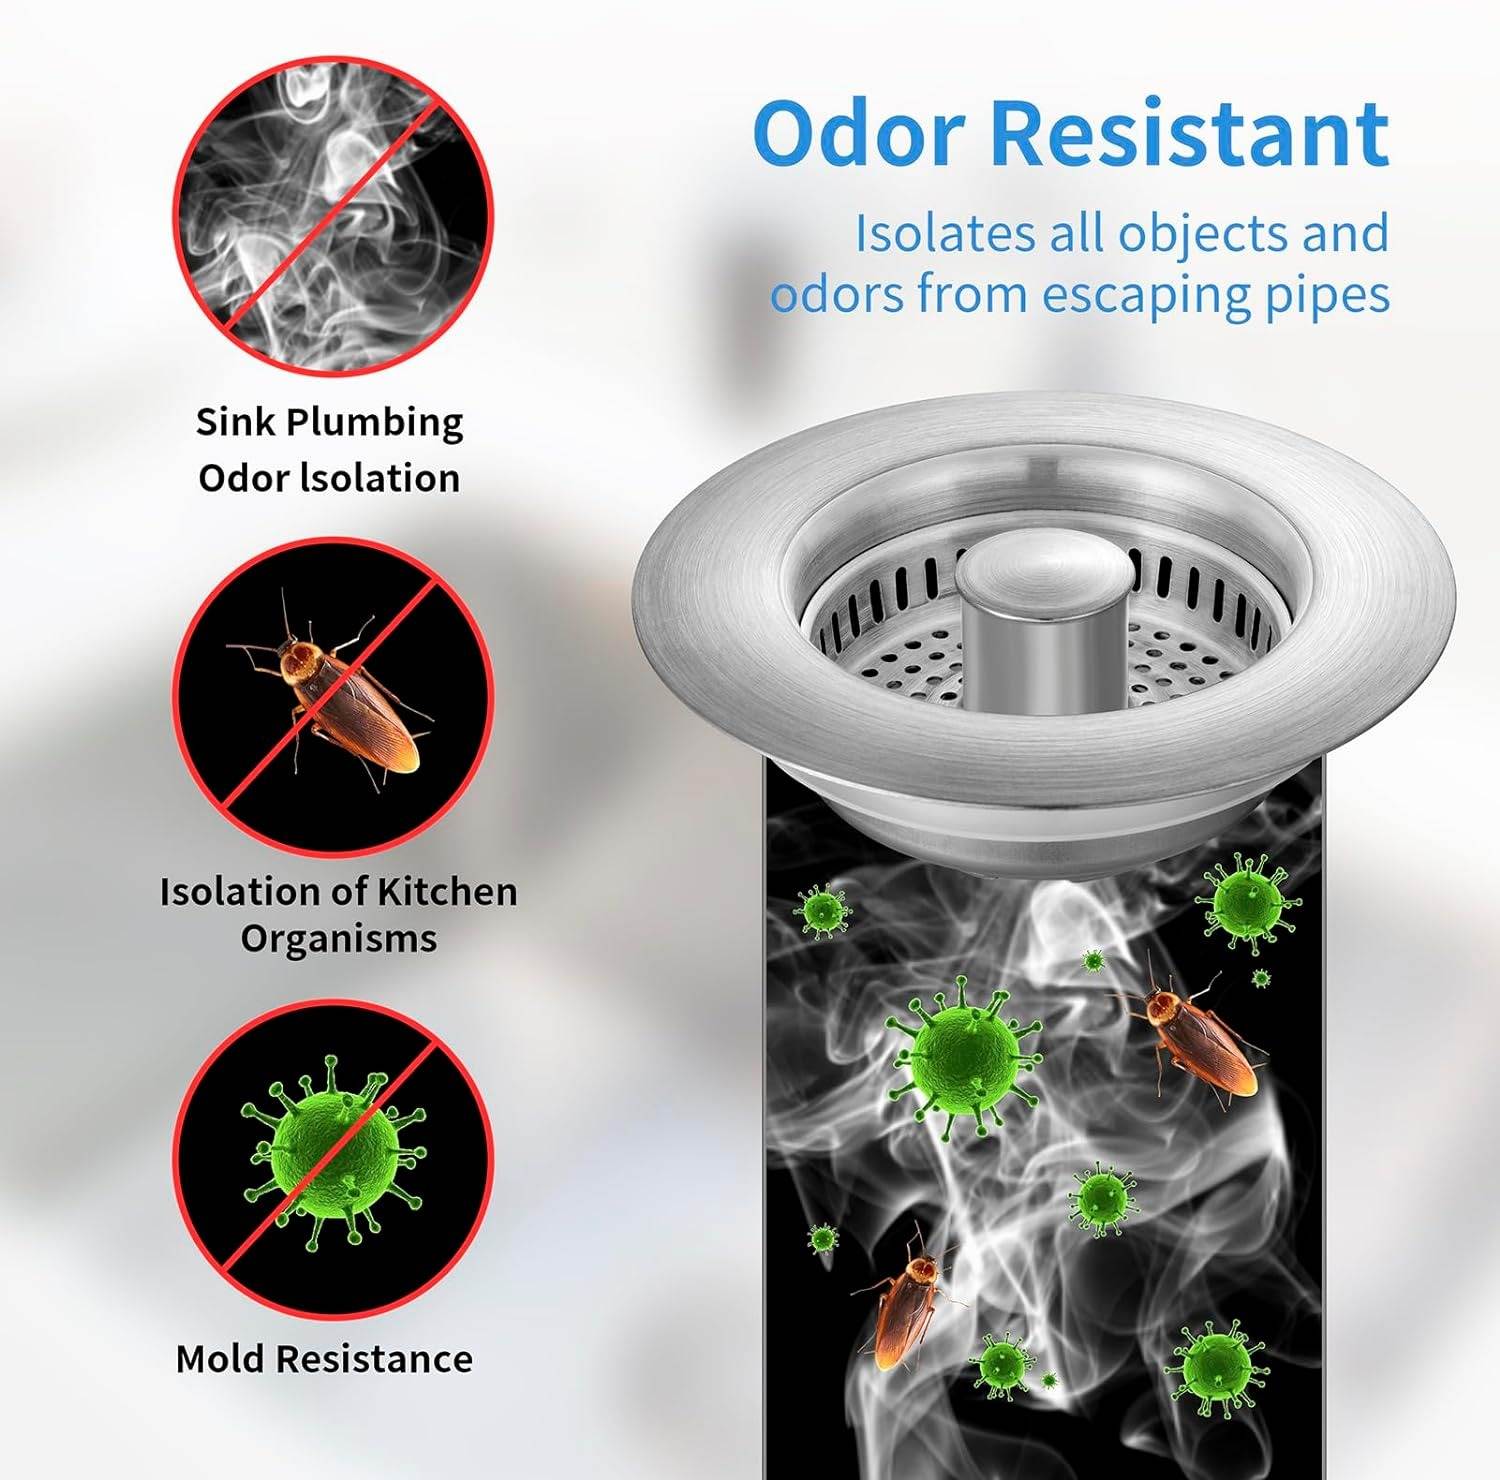 Odor Resistant
Isolates all objects and
odors from escaping pipes
Sink Plumbing
Odor lsolation
Isolation of Kitchen
Organisms
Mold Resistance